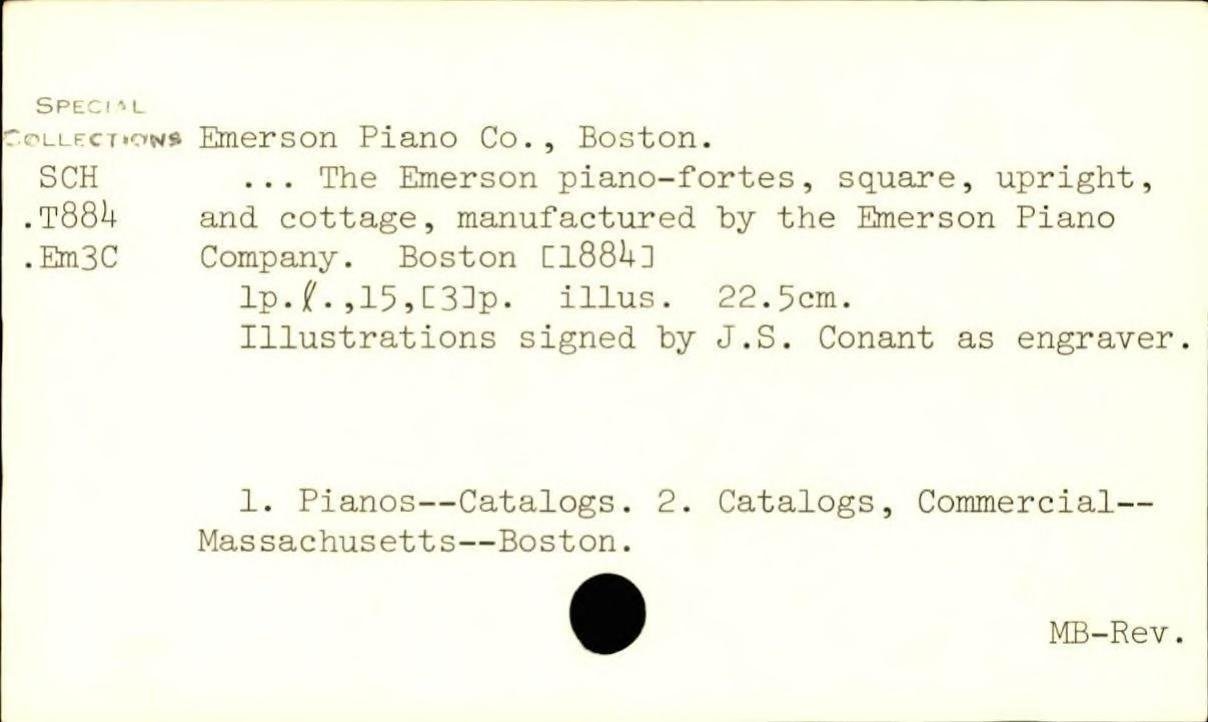 SPECIAL
COLLECTIONS Emerson Piano Co., Boston.
SCH ... The Emerson piano-fortes, square, upright,
.T884 and cottage, manufactured by the Emerson Piano
.Em3C Company. Boston [1884]
1p.ℓ.,15,[3]p. illus. 22.5cm.
Illustrations signed by J.S. Conant as engraver.
1. Pianos--Catalogs. 2. Catalogs, Commercial--
Massachusetts--Boston.
MB-Rev.